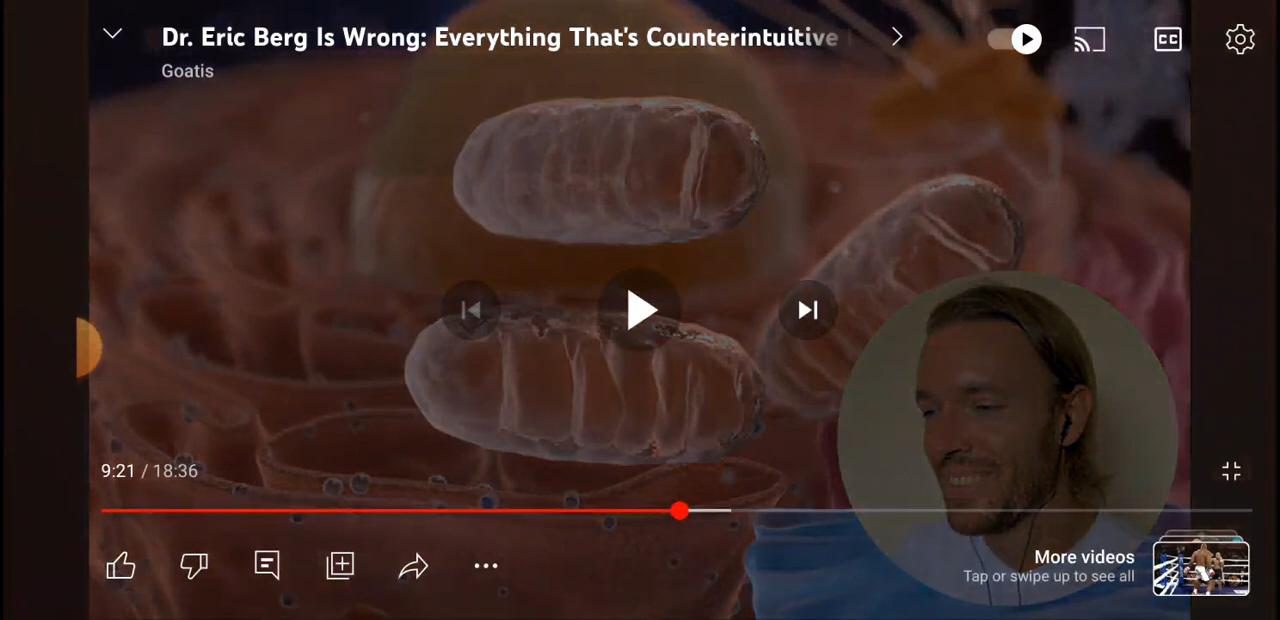 Dr. Eric Berg Is Wrong: Everything That's Counterintuitive
Goatis
CC
9:21 / 18:36
More videos
Tap or swipe up to see all